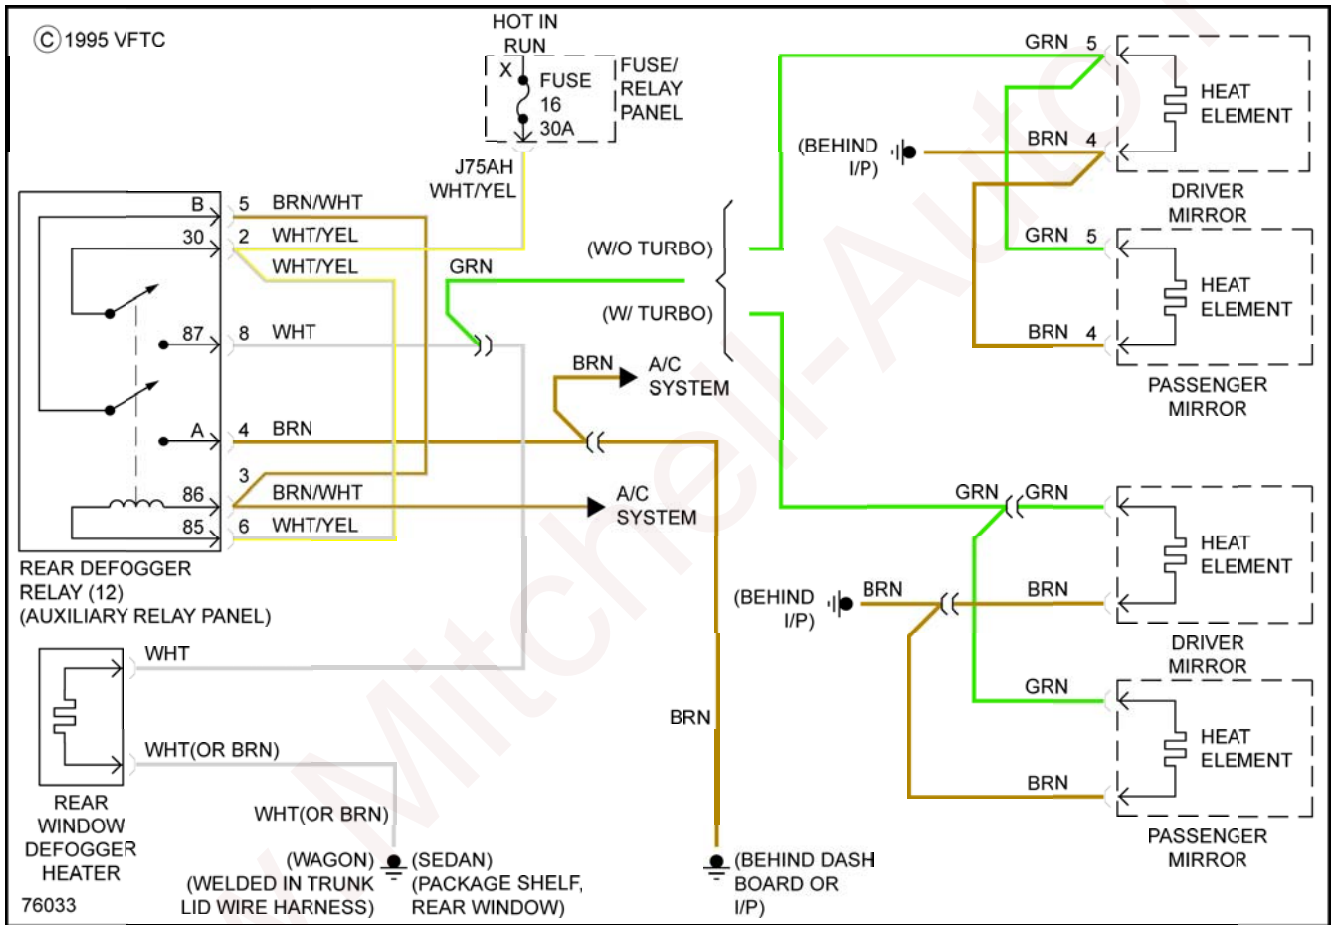 © 1995 VFTC
HOT IN
RUN
X
FUSE
16
30A
FUSE/
RELAY
PANEL
J75AH
WHT/YEL
B
5
BRN/WHT
30
2
WHT/YEL
WHT/YEL
87
8
WHT
A
4
BRN
3
86
BRN/WHT
85
6
WHT/YEL
REAR DEFOGGER
RELAY (12)
(AUXILIARY RELAY PANEL)
GRN
(W/O TURBO)
(W/ TURBO)
BRN
A/C
SYSTEM
A/C
SYSTEM
GRN
5
HEAT
ELEMENT
(BEHIND
I/P)
BRN
4
DRIVER
MIRROR
GRN
5
HEAT
ELEMENT
BRN
4
PASSENGER
MIRROR
GRN
GRN
HEAT
ELEMENT
(BEHIND
I/P)
BRN
BRN
DRIVER
MIRROR
GRN
HEAT
ELEMENT
BRN
PASSENGER
MIRROR
WHT
WHT(OR BRN)
REAR
WINDOW
DEFOGGER
HEATER
WHT(OR BRN)
(WAGON)
(WELDED IN TRUNK
LID WIRE HARNESS)
(SEDAN)
(PACKAGE SHELF,
REAR WINDOW)
BRN
(BEHIND DASH
BOARD OR
I/P)
76033
Mitchell-Auto.